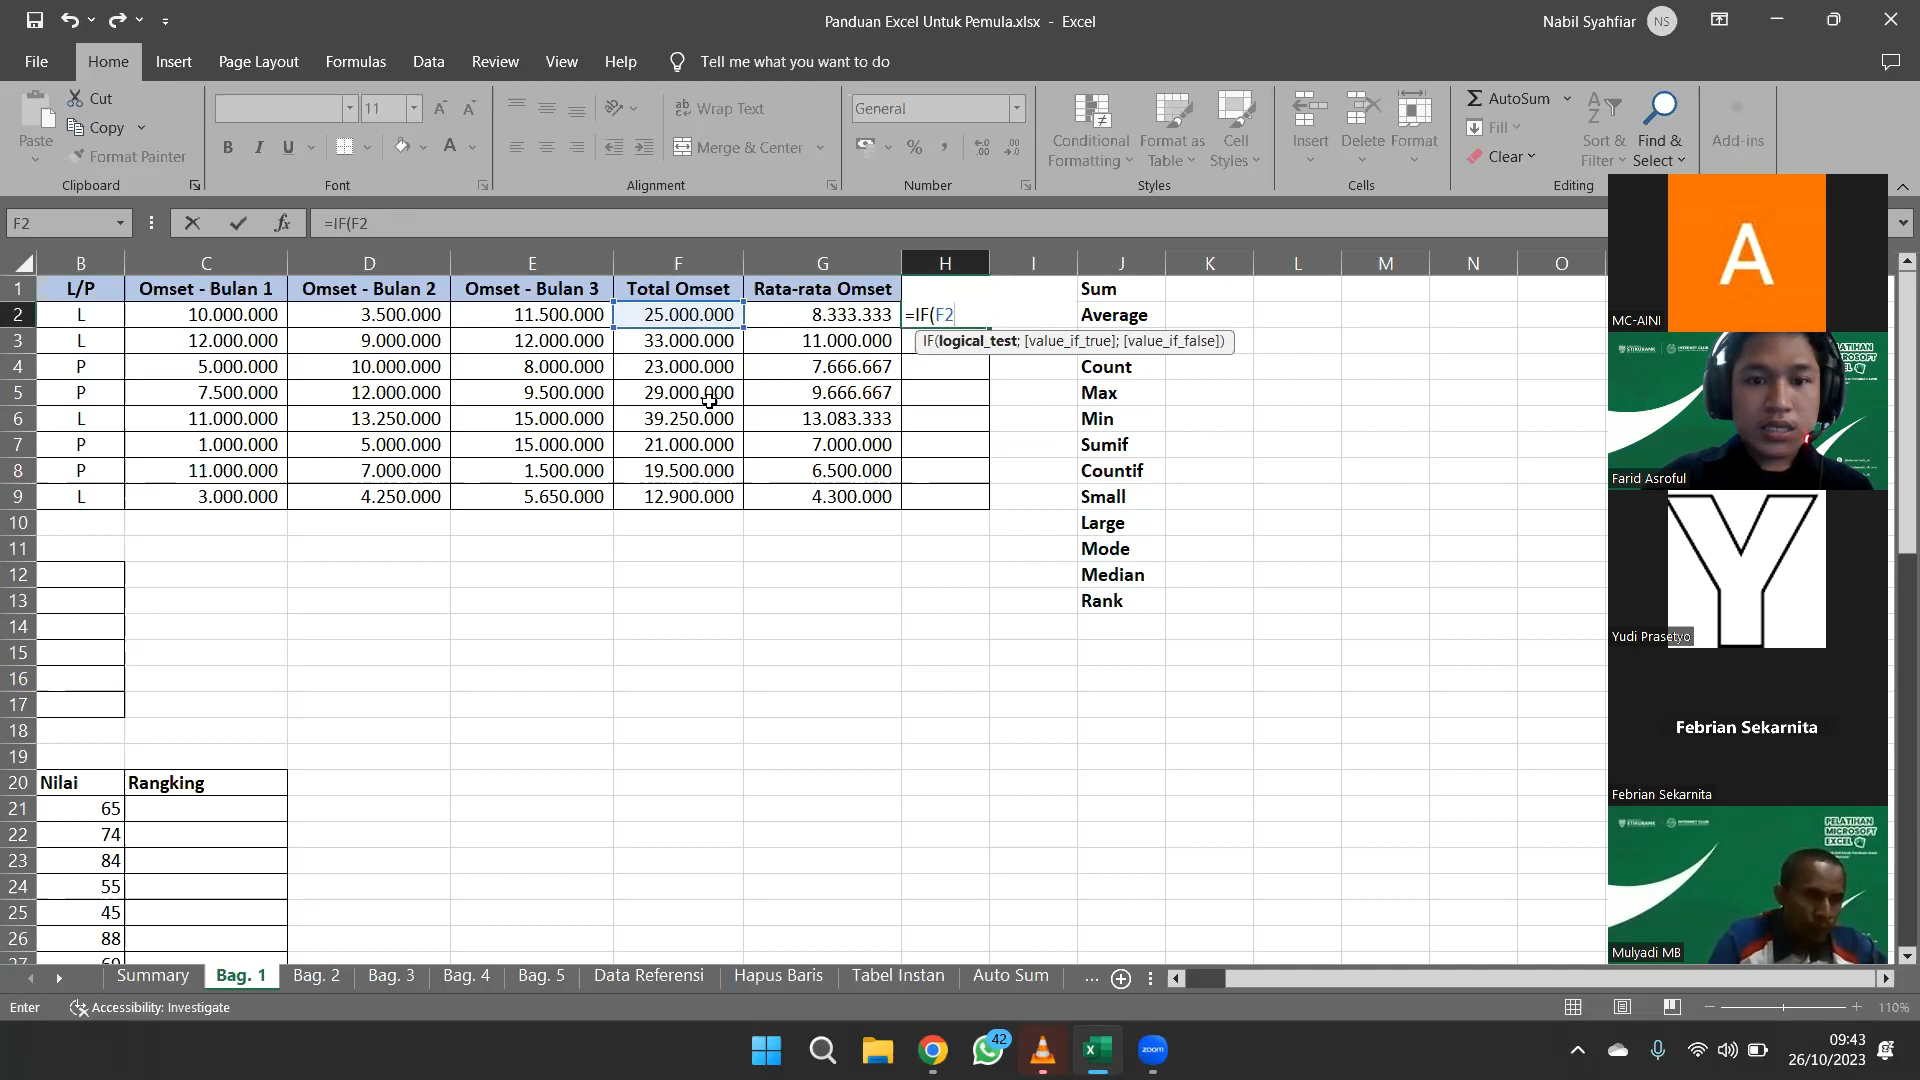 Panduan Excel Untuk Pemula.xlsx - Excel
Nabil Syahfiar NS
File Home Insert Page Layout Formulas Data Review View Help Tell me what you want to do
Cut
Copy
Format Painter
Paste
Clipboard
11
B I U A
Font
Wrap Text
Merge & Center
Alignment
General
Number
Conditional Formatting
Format as Table
Cell Styles
Styles
Insert Delete Format
Cells
AutoSum
Fill
Clear
Sort & Filter
Find & Select
Editing
Add-ins
F2 fx =IF(F2
B C D E F G H I J K L M N O
1 L/P Omset - Bulan 1 Omset - Bulan 2 Omset - Bulan 3 Total Omset Rata-rata Omset Sum
2 L 10.000.000 3.500.000 11.500.000 25.000.000 8.333.333 =IF(F2 Average
3 L 12.000.000 9.000.000 12.000.000 33.000.000 11.000.000 IF(logical_test; [value_if_true]; [value_if_false])
4 P 5.000.000 10.000.000 8.000.000 23.000.000 7.666.667 Count
5 P 7.500.000 12.000.000 9.500.000 29.000.000 9.666.667 Max
6 L 11.000.000 13.250.000 15.000.000 39.250.000 13.083.333 Min
7 P 1.000.000 5.000.000 15.000.000 21.000.000 7.000.000 Sumif
8 P 11.000.000 7.000.000 1.500.000 19.500.000 6.500.000 Countif
9 L 3.000.000 4.250.000 5.650.000 12.900.000 4.300.000 Small
10 Large
11 Mode
12 Median
13 Rank
14
15
16
17
18
19
20 Nilai Rangking
21 65
22 74
23 84
24 55
25 45
26 88
A
MC-AINI
Farid Asroful
Y
Yudi Prasetyo
Febrian Sekarnita
Febrian Sekarnita
PELATIHAN
MICROSOFT
EXCEL
Mulyadi MB
Summary Bag. 1 Bag. 2 Bag. 3 Bag. 4 Bag. 5 Data Referensi Hapus Baris Tabel Instan Auto Sum ...
Enter Accessibility: Investigate 110%
42
zoom
09:43
26/10/2023